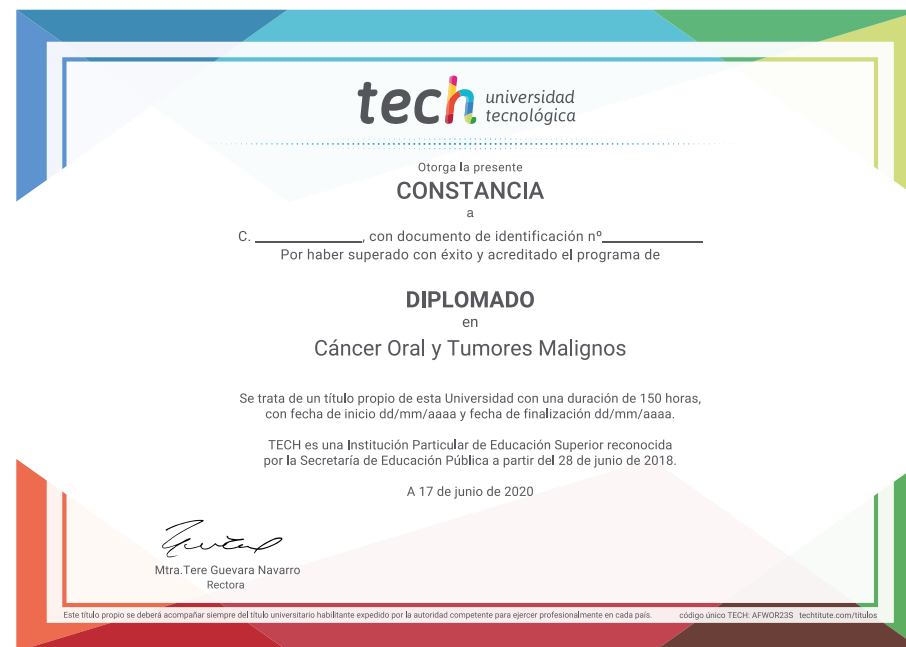 tech universidad
tecnológica
Otorga la presente
CONSTANCIA
a
C. ____________, con documento de identificación nº____________
Por haber superado con éxito y acreditado el programa de
DIPLOMADO
en
Cáncer Oral y Tumores Malignos
Se trata de un título propio de esta Universidad con una duración de 150 horas,
con fecha de inicio dd/mm/aaaa y fecha de finalización dd/mm/aaaa.
TECH es una Institución Particular de Educación Superior reconocida
por la Secretaría de Educación Pública a partir del 28 de junio de 2018.
A 17 de junio de 2020
Mtra.Tere Guevara Navarro
Rectora
Este título propio se deberá acompañar siempre del título universitario habilitante expedido por la autoridad competente para ejercer profesionalmente en cada país. código único TECH: AFWOR23S techtitute.com/títulos